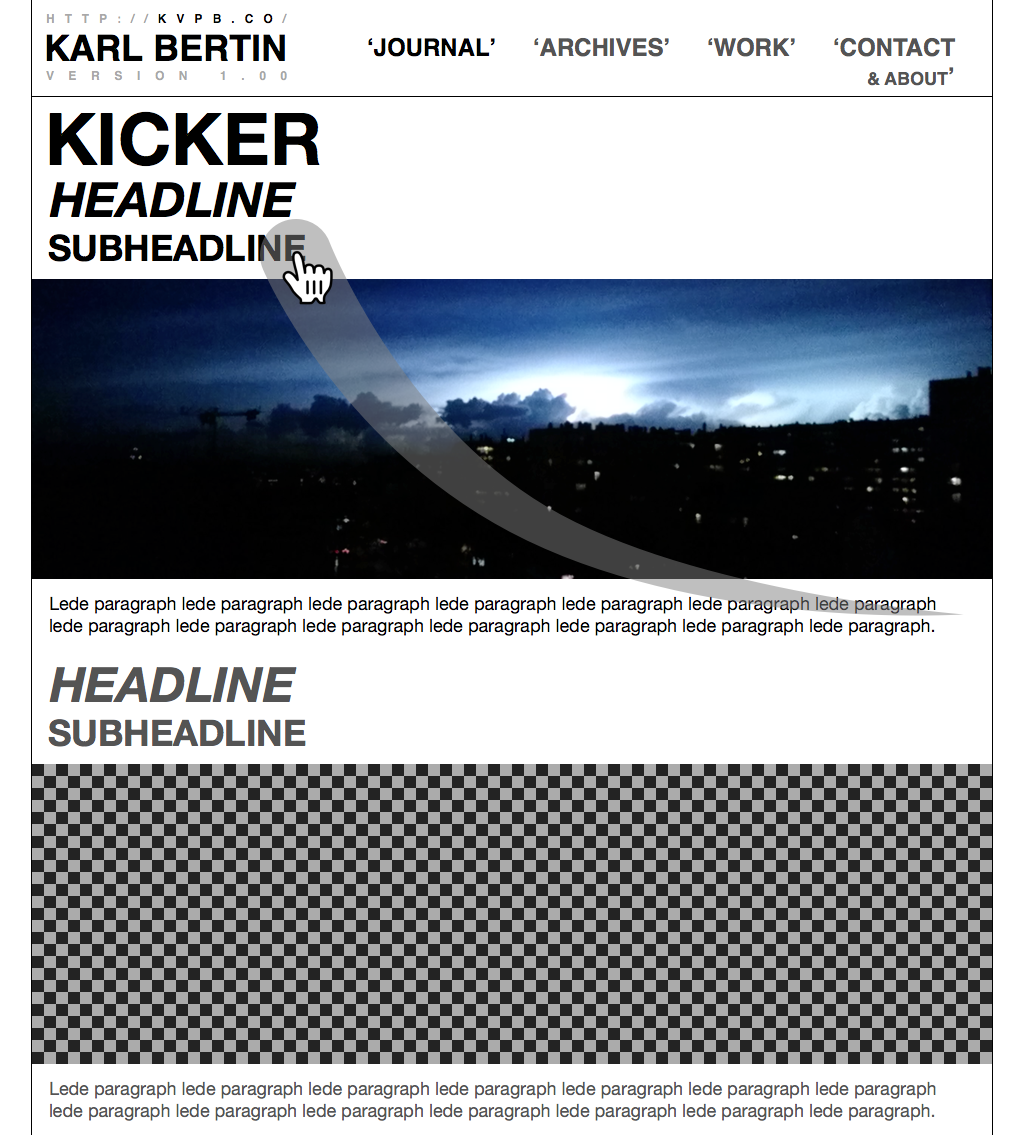 HTTP://KVPB.CO/
KARL BERTIN
VERSION 1.00
‘JOURNAL’ ‘ARCHIVES’ ‘WORK’ ‘CONTACT
& ABOUT’
KICKER
HEADLINE
SUBHEADLINE
Lede paragraph lede paragraph lede paragraph lede paragraph lede paragraph lede paragraph lede paragraph
lede paragraph lede paragraph lede paragraph lede paragraph lede paragraph lede paragraph lede paragraph.
HEADLINE
SUBHEADLINE
Lede paragraph lede paragraph lede paragraph lede paragraph lede paragraph lede paragraph lede paragraph
lede paragraph lede paragraph lede paragraph lede paragraph lede paragraph lede paragraph lede paragraph.